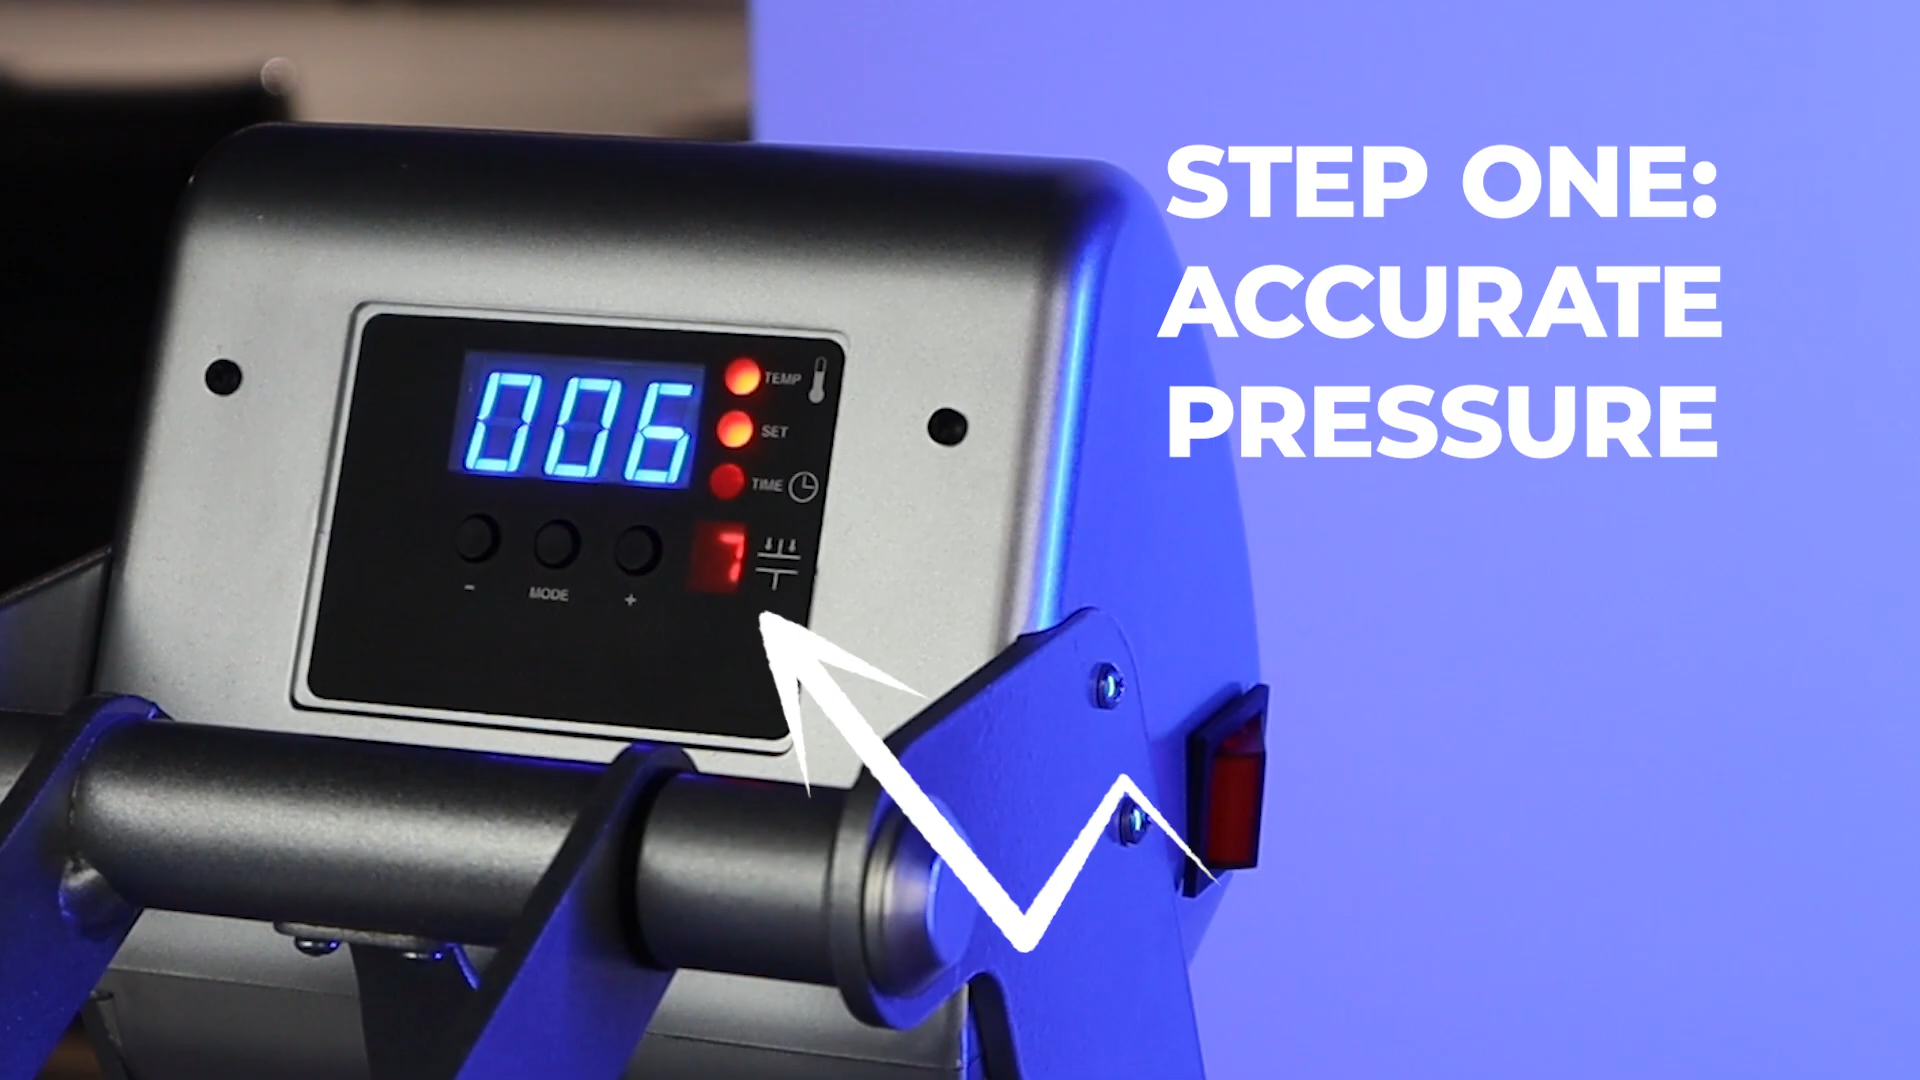 STEP ONE:
ACCURATE
PRESSURE
006
TEMP
SET
TIME
7
- MODE +